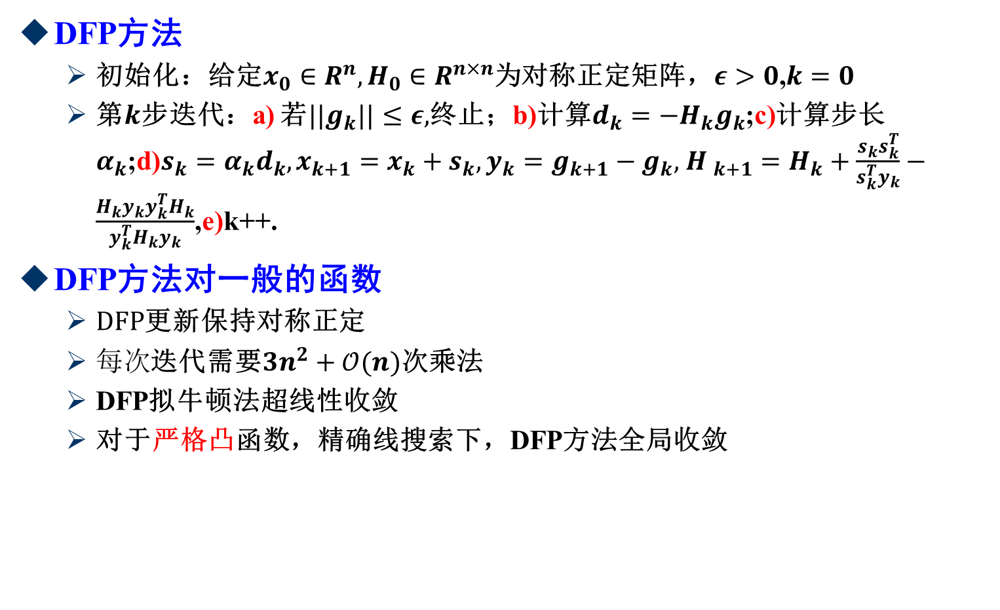 ◆DFP方法
➢ 初始化：给定$x_0 \in R^n, H_0 \in R^{n \times n}$为对称正定矩阵，$\epsilon > 0$,$k = 0$
➢ 第$k$步迭代：a) 若$||g_k|| \leq \epsilon$,终止；b)计算$d_k = -H_k g_k$;c)计算步长
$\alpha_k$;d)$s_k = \alpha_k d_k, x_{k+1} = x_k + s_k, y_k = g_{k+1} - g_k, H_{k+1} = H_k + \frac{s_k s_k^T}{s_k^T y_k} -$
$\frac{H_k y_k y_k^T H_k}{y_k^T H_k y_k}$,e)k++.
◆DFP方法对一般的函数
➢ DFP更新保持对称正定
➢ 每次迭代需要$3n^2 + \mathcal{O}(n)$次乘法
➢ DFP拟牛顿法超线性收敛
➢ 对于严格凸函数，精确线搜索下，DFP方法全局收敛